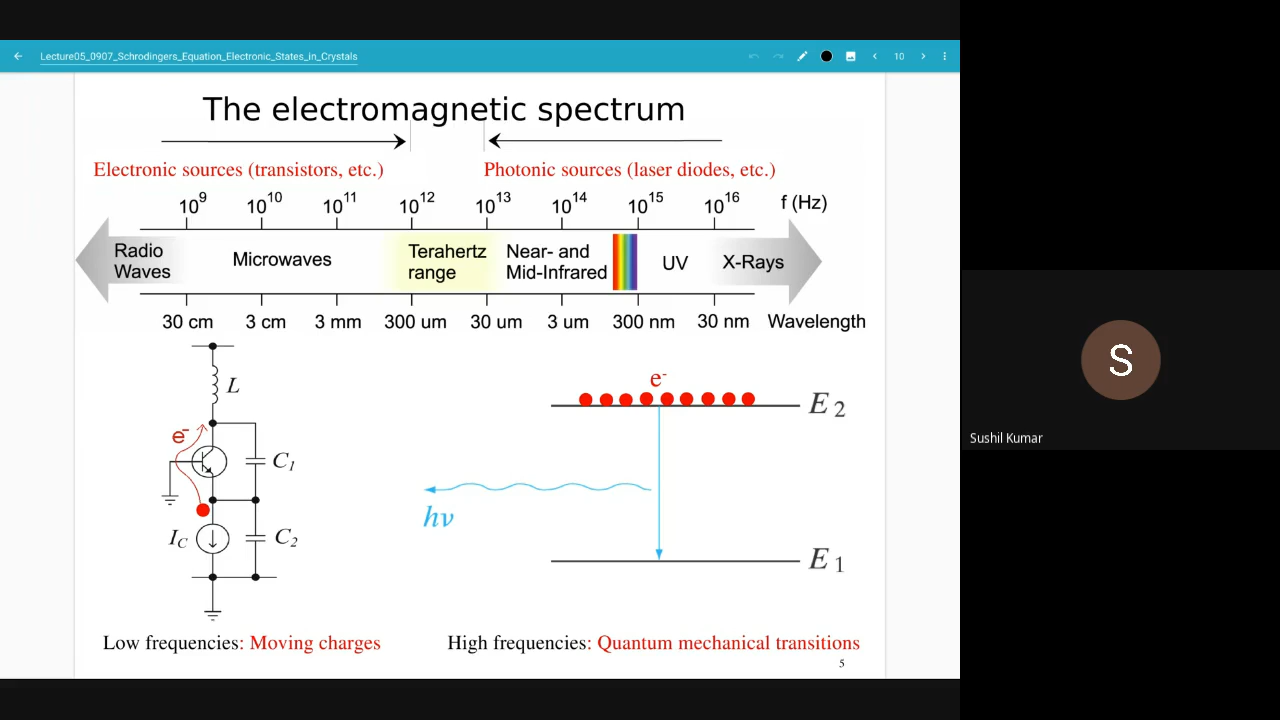 Lecture05_0907_Schrodingers_Equation_Electronic_States_in_Crystals
10
The electromagnetic spectrum
Electronic sources (transistors, etc.)
Photonic sources (laser diodes, etc.)
10^9 10^10 10^11 10^12 10^13 10^14 10^15 10^16 f (Hz)
Radio Waves
Microwaves
Terahertz range
Near- and Mid-Infrared
UV
X-Rays
30 cm 3 cm 3 mm 300 um 30 um 3 um 300 nm 30 nm Wavelength
L
e-
C1
IC
C2
e-
E2
hν
E1
Low frequencies: Moving charges
High frequencies: Quantum mechanical transitions
5
S
Sushil Kumar